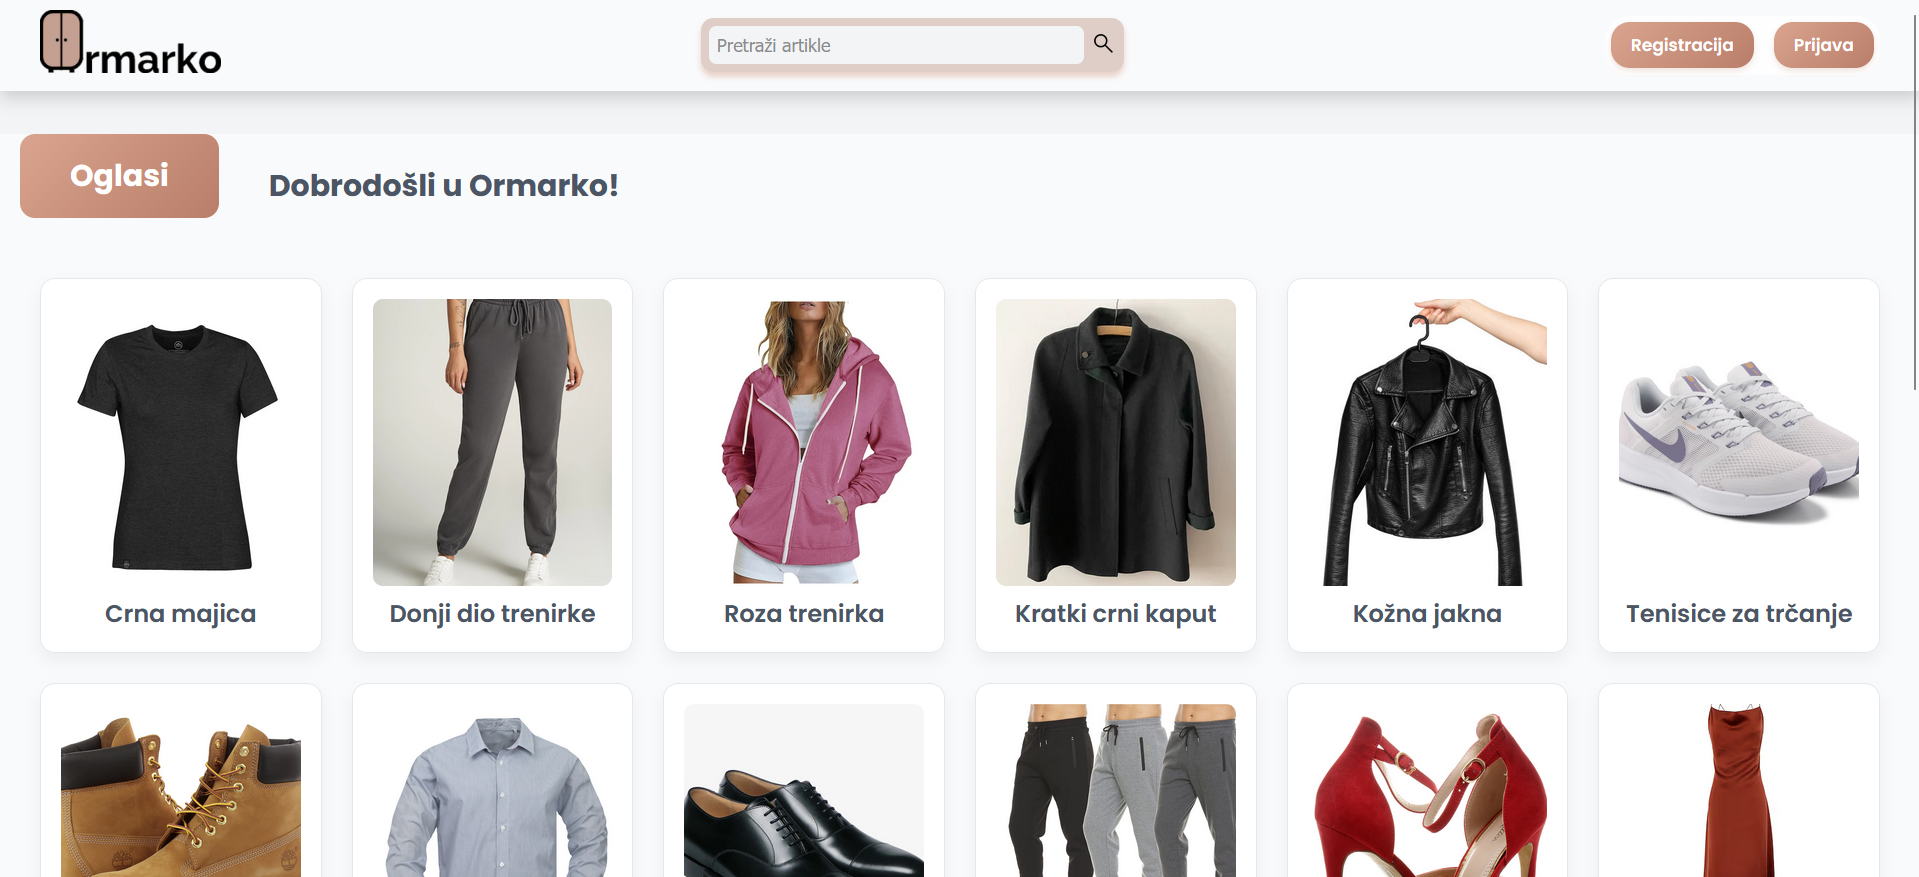 Ormarko
Pretraži artikle
Registracija
Prijava
Oglasi
Dobrodošli u Ormarko!
Crna majica
Donji dio trenirke
Roza trenirka
Kratki crni kaput
Kožna jakna
Tenisice za trčanje